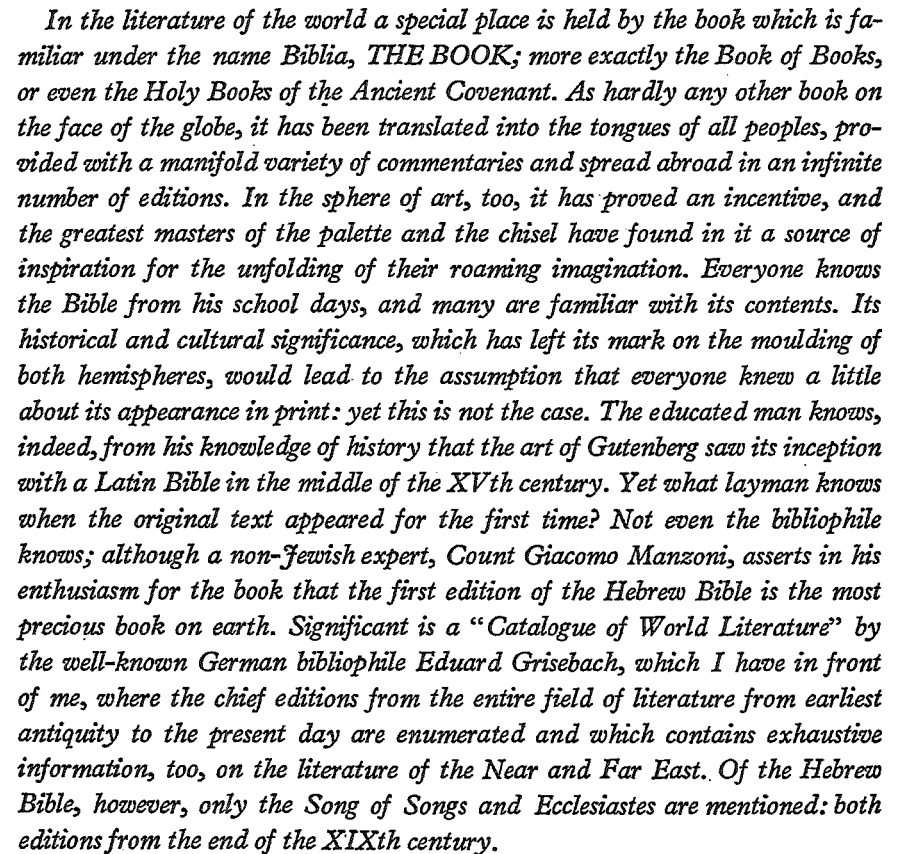 In the literature of the world a special place is held by the book which is fa-
miliar under the name Biblia, THE BOOK; more exactly the Book of Books,
or even the Holy Books of the Ancient Covenant. As hardly any other book on
the face of the globe, it has been translated into the tongues of all peoples, pro-
vided with a manifold variety of commentaries and spread abroad in an infinite
number of editions. In the sphere of art, too, it has proved an incentive, and
the greatest masters of the palette and the chisel have found in it a source of
inspiration for the unfolding of their roaming imagination. Everyone knows
the Bible from his school days, and many are familiar with its contents. Its
historical and cultural significance, which has left its mark on the moulding of
both hemispheres, would lead to the assumption that everyone knew a little
about its appearance in print: yet this is not the case. The educated man knows,
indeed, from his knowledge of history that the art of Gutenberg saw its inception
with a Latin Bible in the middle of the XVth century. Yet what layman knows
when the original text appeared for the first time? Not even the bibliophile
knows; although a non-Jewish expert, Count Giacomo Manzoni, asserts in his
enthusiasm for the book that the first edition of the Hebrew Bible is the most
precious book on earth. Significant is a “Catalogue of World Literature” by
the well-known German bibliophile Eduard Grisebach, which I have in front
of me, where the chief editions from the entire field of literature from earliest
antiquity to the present day are enumerated and which contains exhaustive
information, too, on the literature of the Near and Far East. Of the Hebrew
Bible, however, only the Song of Songs and Ecclesiastes are mentioned: both
editions from the end of the XIXth century.